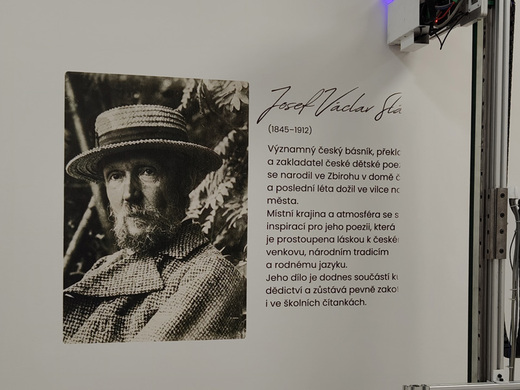 Josef Václav Slá
(1845–1912)
Významný český básník, překla
a zakladatel české dětské poez
se narodil ve Zbirohu v domě č
a poslední léta dožil ve vilce na
města.
Místní krajina a atmosféra se s
inspirací pro jeho poezii, která
je prostoupena láskou k české
venkovu, národním tradicím
a rodnému jazyku.
Jeho dílo je dodnes součástí ku
dědictví a zůstává pevně zako
i ve školních čítankách.